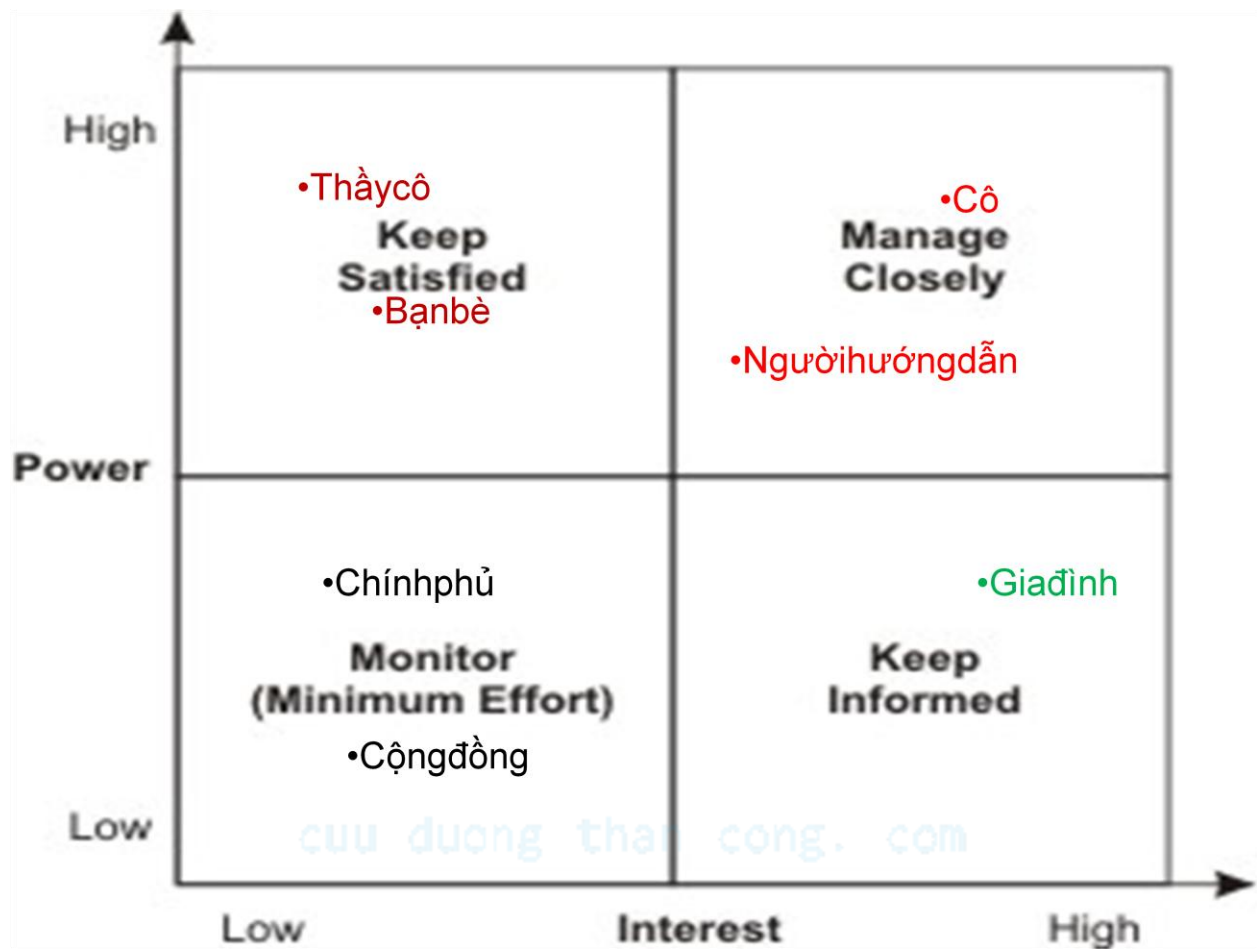 High
•Thầycô
•Cô
Keep
Satisfied
Manage
Closely
•Bạnbè
•Ngườihướngdẫn
Power
•Chínhphủ
•Giađình
Monitor
(Minimum Effort)
Keep
Informed
•Cộngđồng
Low
cuu duong than cong. com
Low
Interest
High